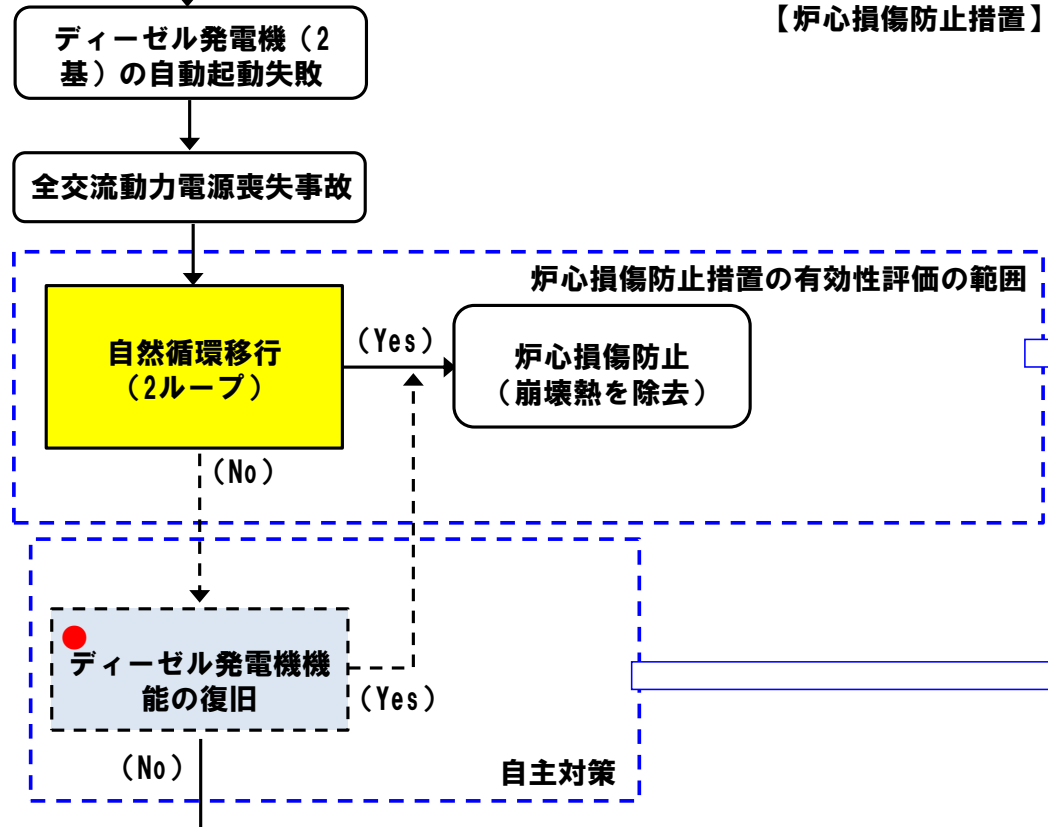 【炉心損傷防止措置】
ディーゼル発電機（2
基）の自動起動失敗
全交流動力電源喪失事故
炉心損傷防止措置の有効性評価の範囲
自然循環移行
（2ループ）
（Yes）
炉心損傷防止
（崩壊熱を除去）
（No）
ディーゼル発電機機
能の復旧
（Yes）
（No）
自主対策